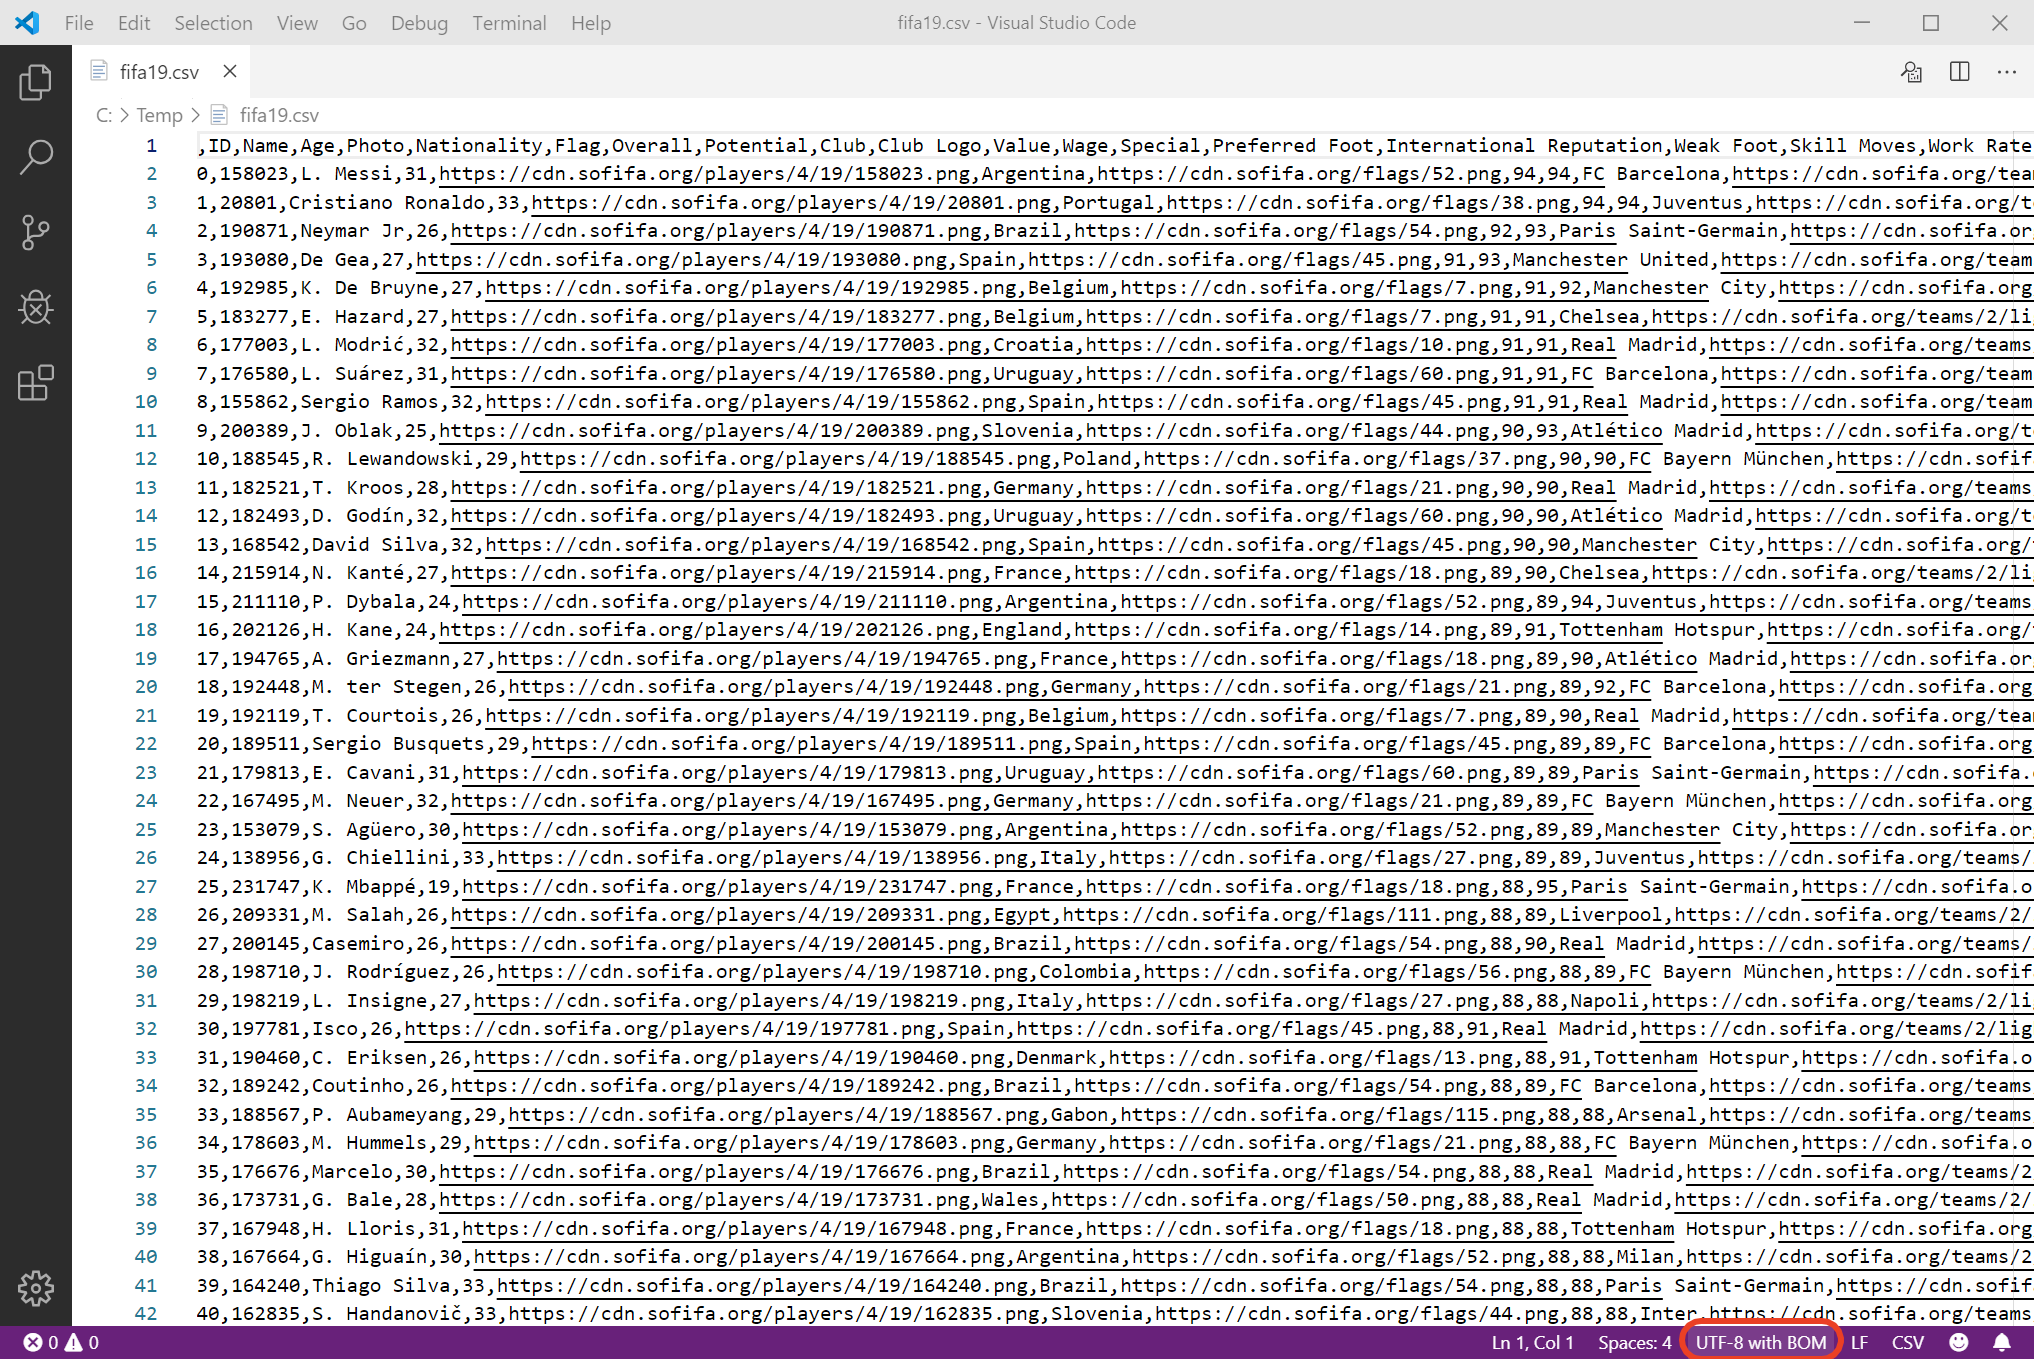 File Edit Selection View Go Debug Terminal Help fifa19.csv - Visual Studio Code
fifa19.csv
C: > Temp > fifa19.csv
1 ,ID,Name,Age,Photo,Nationality,Flag,Overall,Potential,Club,Club Logo,Value,Wage,Special,Preferred Foot,International Reputation,Weak Foot,Skill Moves,Work Rate
2 0,158023,L. Messi,31,https://cdn.sofifa.org/players/4/19/158023.png,Argentina,https://cdn.sofifa.org/flags/52.png,94,94,FC Barcelona,https://cdn.sofifa.org/tea
3 1,20801,Cristiano Ronaldo,33,https://cdn.sofifa.org/players/4/19/20801.png,Portugal,https://cdn.sofifa.org/flags/38.png,94,94,Juventus,https://cdn.sofifa.org/t
4 2,190871,Neymar Jr,26,https://cdn.sofifa.org/players/4/19/190871.png,Brazil,https://cdn.sofifa.org/flags/54.png,92,93,Paris Saint-Germain,https://cdn.sofifa.or
5 3,193080,De Gea,27,https://cdn.sofifa.org/players/4/19/193080.png,Spain,https://cdn.sofifa.org/flags/45.png,91,93,Manchester United,https://cdn.sofifa.org/team
6 4,192985,K. De Bruyne,27,https://cdn.sofifa.org/players/4/19/192985.png,Belgium,https://cdn.sofifa.org/flags/7.png,91,92,Manchester City,https://cdn.sofifa.org
7 5,183277,E. Hazard,27,https://cdn.sofifa.org/players/4/19/183277.png,Belgium,https://cdn.sofifa.org/flags/7.png,91,91,Chelsea,https://cdn.sofifa.org/teams/2/li
8 6,177003,L. Modrić,32,https://cdn.sofifa.org/players/4/19/177003.png,Croatia,https://cdn.sofifa.org/flags/10.png,91,91,Real Madrid,https://cdn.sofifa.org/teams
9 7,176580,L. Suárez,31,https://cdn.sofifa.org/players/4/19/176580.png,Uruguay,https://cdn.sofifa.org/flags/60.png,91,91,FC Barcelona,https://cdn.sofifa.org/team
10 8,155862,Sergio Ramos,32,https://cdn.sofifa.org/players/4/19/155862.png,Spain,https://cdn.sofifa.org/flags/45.png,91,91,Real Madrid,https://cdn.sofifa.org/team
11 9,200389,J. Oblak,25,https://cdn.sofifa.org/players/4/19/200389.png,Slovenia,https://cdn.sofifa.org/flags/44.png,90,93,Atlético Madrid,https://cdn.sofifa.org/t
12 10,188545,R. Lewandowski,29,https://cdn.sofifa.org/players/4/19/188545.png,Poland,https://cdn.sofifa.org/flags/37.png,90,90,FC Bayern München,https://cdn.sofif
13 11,182521,T. Kroos,28,https://cdn.sofifa.org/players/4/19/182521.png,Germany,https://cdn.sofifa.org/flags/21.png,90,90,Real Madrid,https://cdn.sofifa.org/teams
14 12,182493,D. Godín,32,https://cdn.sofifa.org/players/4/19/182493.png,Uruguay,https://cdn.sofifa.org/flags/60.png,90,90,Atlético Madrid,https://cdn.sofifa.org/t
15 13,168542,David Silva,32,https://cdn.sofifa.org/players/4/19/168542.png,Spain,https://cdn.sofifa.org/flags/45.png,90,90,Manchester City,https://cdn.sofifa.org/
16 14,215914,N. Kanté,27,https://cdn.sofifa.org/players/4/19/215914.png,France,https://cdn.sofifa.org/flags/18.png,89,90,Chelsea,https://cdn.sofifa.org/teams/2/li
17 15,211110,P. Dybala,24,https://cdn.sofifa.org/players/4/19/211110.png,Argentina,https://cdn.sofifa.org/flags/52.png,89,94,Juventus,https://cdn.sofifa.org/teams
18 16,202126,H. Kane,24,https://cdn.sofifa.org/players/4/19/202126.png,England,https://cdn.sofifa.org/flags/14.png,89,91,Tottenham Hotspur,https://cdn.sofifa.org/
19 17,194765,A. Griezmann,27,https://cdn.sofifa.org/players/4/19/194765.png,France,https://cdn.sofifa.org/flags/18.png,89,90,Atlético Madrid,https://cdn.sofifa.or
20 18,192448,M. ter Stegen,26,https://cdn.sofifa.org/players/4/19/192448.png,Germany,https://cdn.sofifa.org/flags/21.png,89,92,FC Barcelona,https://cdn.sofifa.org
21 19,192119,T. Courtois,26,https://cdn.sofifa.org/players/4/19/192119.png,Belgium,https://cdn.sofifa.org/flags/7.png,89,90,Real Madrid,https://cdn.sofifa.org/tea
22 20,189511,Sergio Busquets,29,https://cdn.sofifa.org/players/4/19/189511.png,Spain,https://cdn.sofifa.org/flags/45.png,89,89,FC Barcelona,https://cdn.sofifa.org
23 21,179813,E. Cavani,31,https://cdn.sofifa.org/players/4/19/179813.png,Uruguay,https://cdn.sofifa.org/flags/60.png,89,89,Paris Saint-Germain,https://cdn.sofifa.
24 22,167495,M. Neuer,32,https://cdn.sofifa.org/players/4/19/167495.png,Germany,https://cdn.sofifa.org/flags/21.png,89,89,FC Bayern München,https://cdn.sofifa.org
25 23,153079,S. Agüero,30,https://cdn.sofifa.org/players/4/19/153079.png,Argentina,https://cdn.sofifa.org/flags/52.png,89,89,Manchester City,https://cdn.sofifa.org/
26 24,138956,G. Chiellini,33,https://cdn.sofifa.org/players/4/19/138956.png,Italy,https://cdn.sofifa.org/flags/27.png,89,89,Juventus,https://cdn.sofifa.org/teams/
27 25,231747,K. Mbappé,19,https://cdn.sofifa.org/players/4/19/231747.png,France,https://cdn.sofifa.org/flags/18.png,88,95,Paris Saint-Germain,https://cdn.sofifa.o
28 26,209331,M. Salah,26,https://cdn.sofifa.org/players/4/19/209331.png,Egypt,https://cdn.sofifa.org/flags/111.png,88,89,Liverpool,https://cdn.sofifa.org/teams/2/
29 27,200145,Casemiro,26,https://cdn.sofifa.org/players/4/19/200145.png,Brazil,https://cdn.sofifa.org/flags/54.png,88,90,Real Madrid,https://cdn.sofifa.org/teams/
30 28,198710,J. Rodríguez,26,https://cdn.sofifa.org/players/4/19/198710.png,Colombia,https://cdn.sofifa.org/flags/56.png,88,89,FC Bayern München,https://cdn.sofif
31 29,198219,L. Insigne,27,https://cdn.sofifa.org/players/4/19/198219.png,Italy,https://cdn.sofifa.org/flags/27.png,88,88,Napoli,https://cdn.sofifa.org/teams/2/li
32 30,197781,Isco,26,https://cdn.sofifa.org/players/4/19/197781.png,Spain,https://cdn.sofifa.org/flags/45.png,88,91,Real Madrid,https://cdn.sofifa.org/teams/2/lig
33 31,190460,C. Eriksen,26,https://cdn.sofifa.org/players/4/19/190460.png,Denmark,https://cdn.sofifa.org/flags/13.png,88,91,Tottenham Hotspur,https://cdn.sofifa.o
34 32,189242,Coutinho,26,https://cdn.sofifa.org/players/4/19/189242.png,Brazil,https://cdn.sofifa.org/flags/54.png,88,89,FC Barcelona,https://cdn.sofifa.org/teams
35 33,188567,P. Aubameyang,29,https://cdn.sofifa.org/players/4/19/188567.png,Gabon,https://cdn.sofifa.org/flags/115.png,88,88,Arsenal,https://cdn.sofifa.org/teams
36 34,178603,M. Hummels,29,https://cdn.sofifa.org/players/4/19/178603.png,Germany,https://cdn.sofifa.org/flags/21.png,88,88,FC Bayern München,https://cdn.sofifa.o
37 35,176676,Marcelo,30,https://cdn.sofifa.org/players/4/19/176676.png,Brazil,https://cdn.sofifa.org/flags/54.png,88,88,Real Madrid,https://cdn.sofifa.org/teams/2
38 36,173731,G. Bale,28,https://cdn.sofifa.org/players/4/19/173731.png,Wales,https://cdn.sofifa.org/flags/50.png,88,88,Real Madrid,https://cdn.sofifa.org/teams/2/
39 37,167948,H. Lloris,31,https://cdn.sofifa.org/players/4/19/167948.png,France,https://cdn.sofifa.org/flags/18.png,88,88,Tottenham Hotspur,https://cdn.sofifa.org
40 38,167664,G. Higuaín,30,https://cdn.sofifa.org/players/4/19/167664.png,Argentina,https://cdn.sofifa.org/flags/52.png,88,88,Milan,https://cdn.sofifa.org/teams/2
41 39,164240,Thiago Silva,33,https://cdn.sofifa.org/players/4/19/164240.png,Brazil,https://cdn.sofifa.org/flags/54.png,88,88,Paris Saint-Germain,https://cdn.sofif
42 40,162835,S. Handanovič,33,https://cdn.sofifa.org/players/4/19/162835.png,Slovenia,https://cdn.sofifa.org/flags/44.png,88,88,Inter,https://cdn.sofifa.org/teams
0 0 Ln 1, Col 1 Spaces: 4 UTF-8 with BOM LF CSV